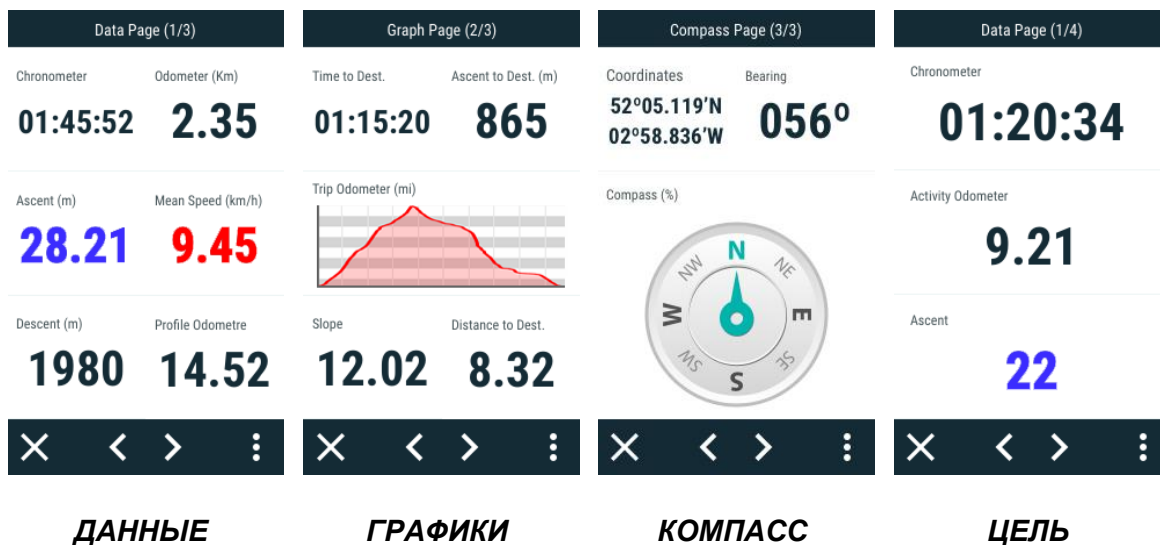 Data Page (1/3)
Chronometer Odometer (Km)
01:45:52 2.35
Ascent (m) Mean Speed (km/h)
28.21 9.45
Descent (m) Profile Odometre
1980 14.52
ДАННЫЕ
Graph Page (2/3)
Time to Dest. Ascent to Dest. (m)
01:15:20 865
Trip Odometer (mi)
Slope Distance to Dest.
12.02 8.32
ГРАФИКИ
Compass Page (3/3)
Coordinates Bearing
52º05.119’N
02º58.836’W
056º
Compass (%)
N
NW NE
W E
SW SE
S
КОМПАСС
Data Page (1/4)
Chronometer
01:20:34
Activity Odometer
9.21
Ascent
22
ЦЕЛЬ